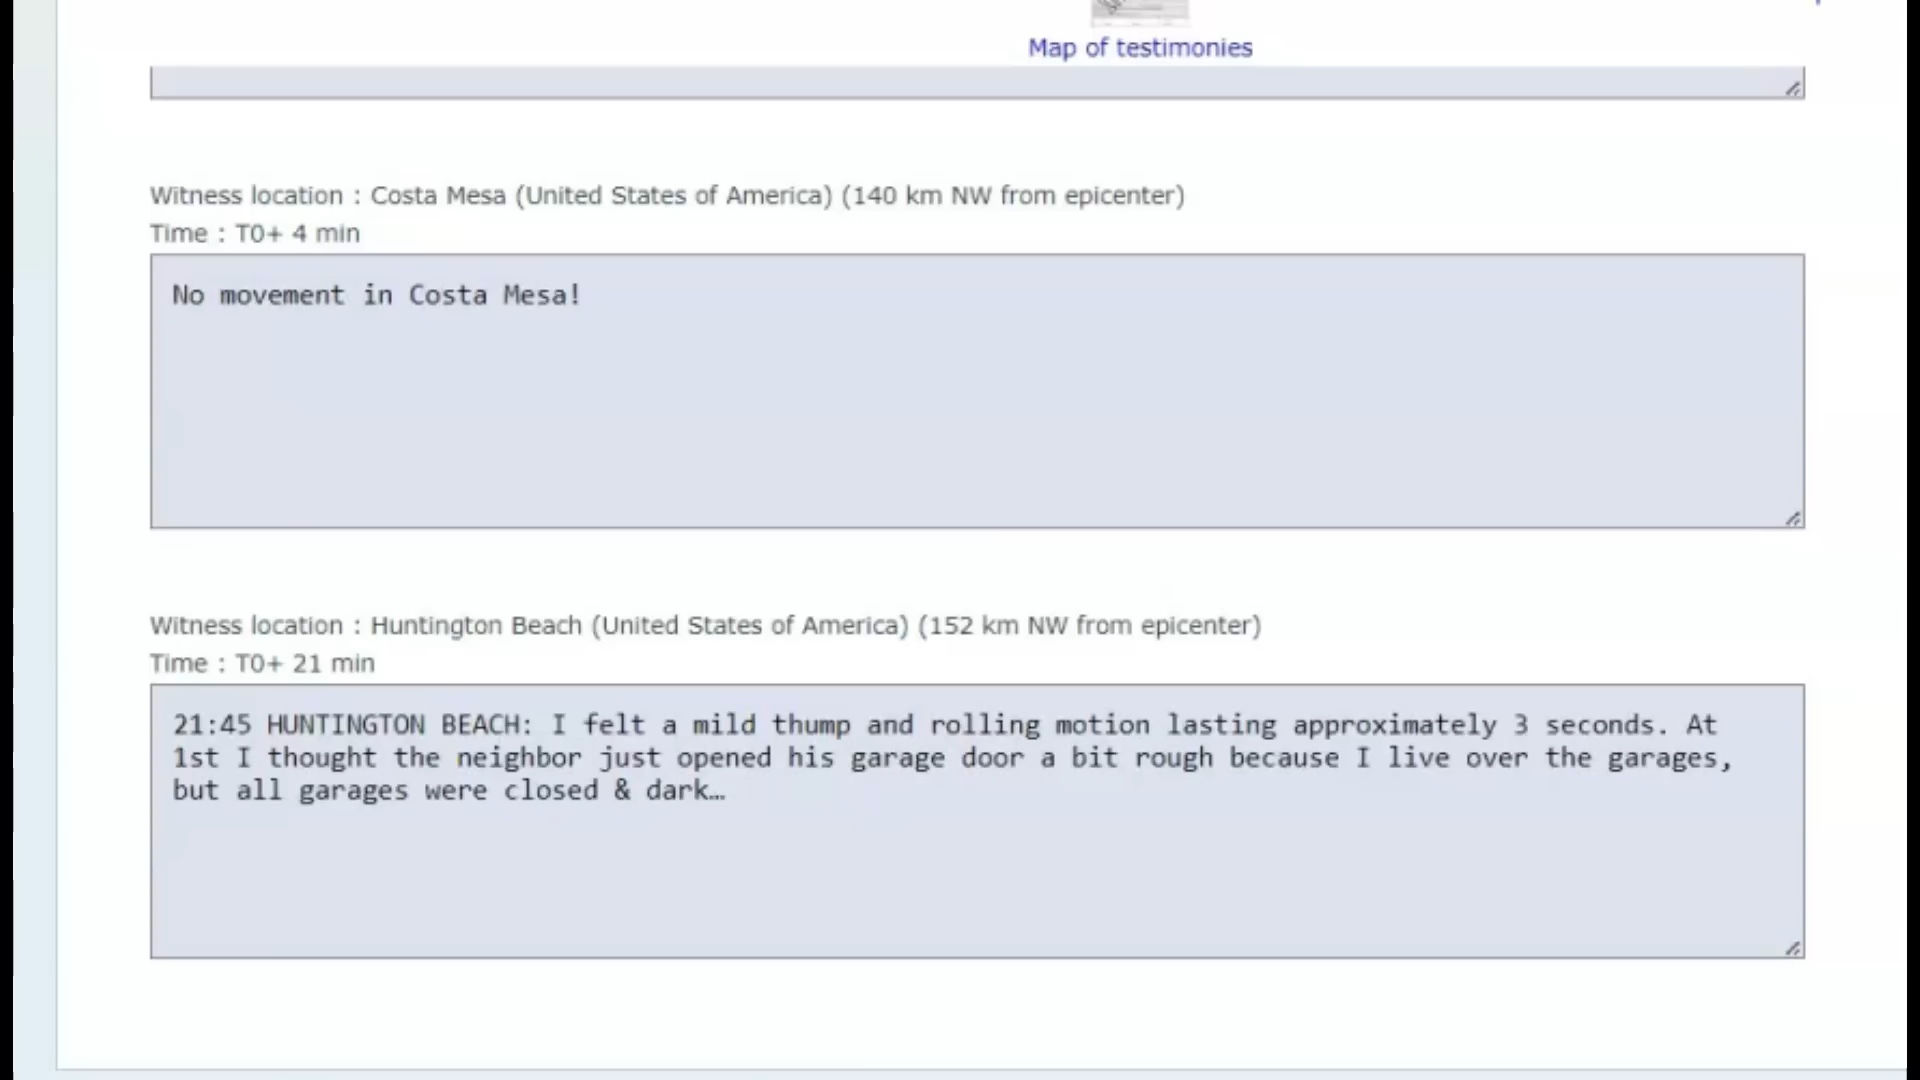 Map of testimonies
Witness location : Costa Mesa (United States of America) (140 km NW from epicenter)
Time : T0+ 4 min
No movement in Costa Mesa!
Witness location : Huntington Beach (United States of America) (152 km NW from epicenter)
Time : T0+ 21 min
21:45 HUNTINGTON BEACH: I felt a mild thump and rolling motion lasting approximately 3 seconds. At
1st I thought the neighbor just opened his garage door a bit rough because I live over the garages,
but all garages were closed & dark…